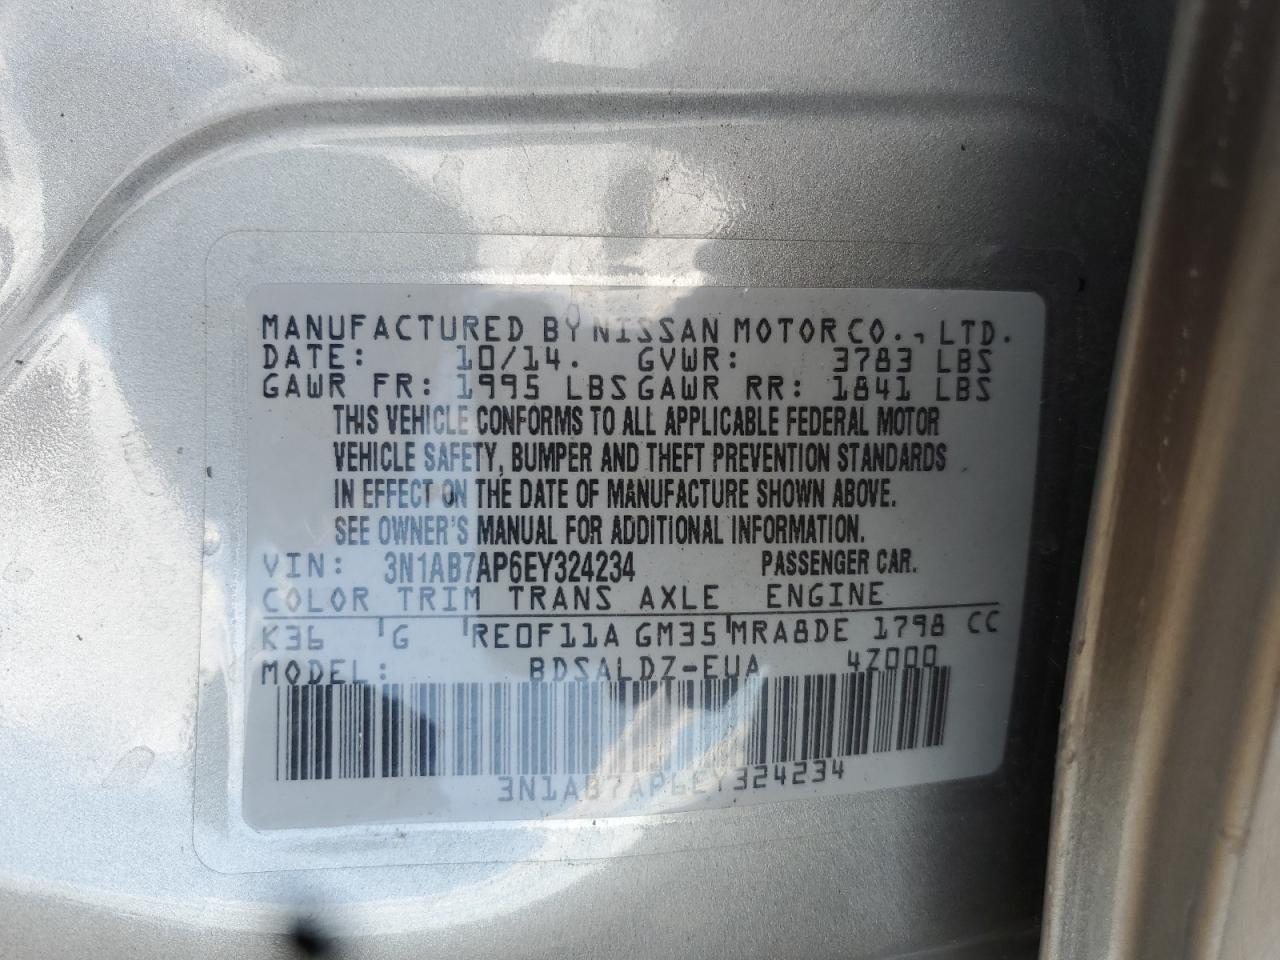 MANUFACTURED BY NISSAN MOTOR CO., LTD.
DATE: 10/14. GVWR: 3783 LBS
GAWR FR: 1995 LBS GAWR RR: 1841 LBS
THIS VEHICLE CONFORMS TO ALL APPLICABLE FEDERAL MOTOR
VEHICLE SAFETY, BUMPER AND THEFT PREVENTION STANDARDS
IN EFFECT ON THE DATE OF MANUFACTURE SHOWN ABOVE.
SEE OWNER'S MANUAL FOR ADDITIONAL INFORMATION.
VIN: 3N1AB7AP6EY324234 PASSENGER CAR.
COLOR TRIM TRANS AXLE ENGINE
K36 G RE0F11A GM35 MRA8DE 1798 CC
MODEL: BDSALDZ-EUA 4Z000
3N1AB7AP6EY324234